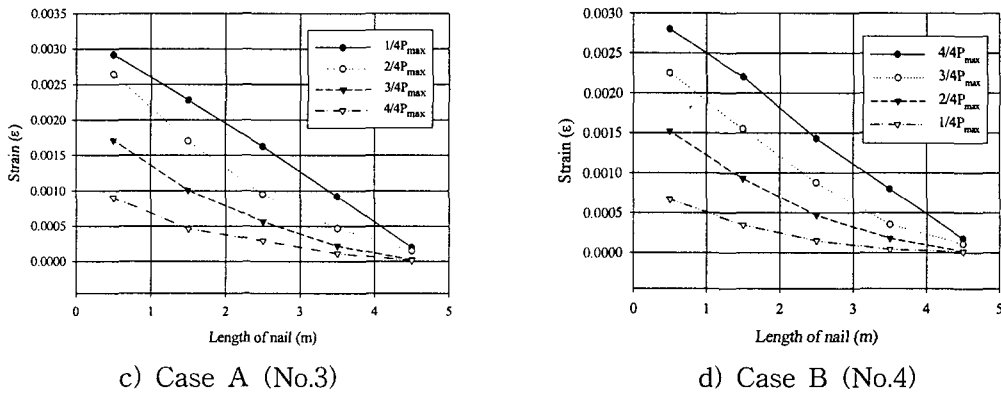 0.0035
0.0030
0.0025
0.0020
0.0015
0.0010
0.0005
0.0000
Strain (ε)
1/4Pmax
2/4Pmax
3/4Pmax
4/4Pmax
0 1 2 3 4 5
Length of nail (m)
c) Case A (No.3)
0.0030
0.0025
0.0020
0.0015
0.0010
0.0005
0.0000
Strain (ε)
4/4Pmax
3/4Pmax
2/4Pmax
1/4Pmax
0 1 2 3 4 5
Length of nail (m)
d) Case B (No.4)